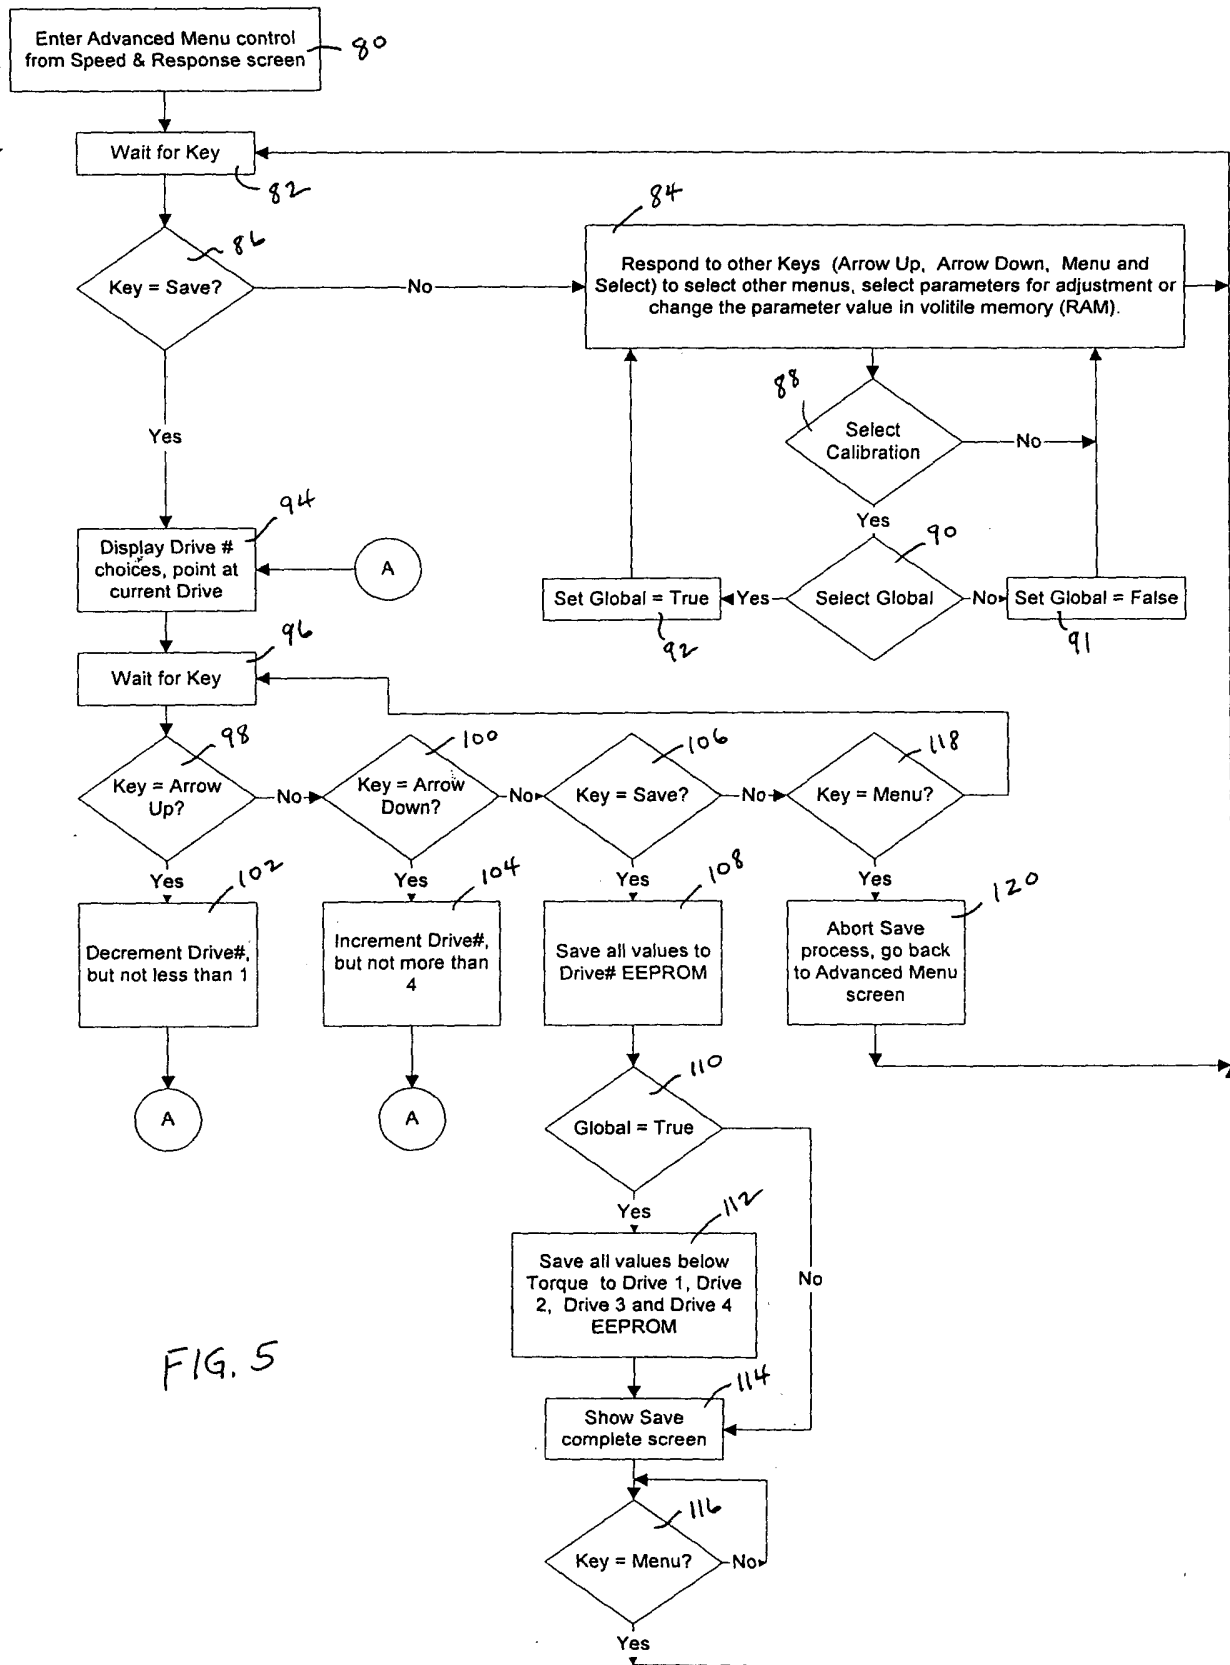 Enter Advanced Menu control
from Speed & Response screen
80
Wait for Key
82
86
Key = Save?
No
84
Respond to other Keys (Arrow Up, Arrow Down, Menu and
Select) to select other menus, select parameters for adjustment or
change the parameter value in volitile memory (RAM).
Yes
88
Select
Calibration
No
Yes
94
Display Drive #
choices, point at
current Drive
A
90
Select Global
Yes
Set Global = True
92
No
Set Global = False
91
96
Wait for Key
98
Key = Arrow
Up?
No
100
Key = Arrow
Down?
No
106
Key = Save?
No
118
Key = Menu?
Yes
Yes
Yes
Yes
102
Decrement Drive#,
but not less than 1
104
Increment Drive#,
but not more than
4
108
Save all values to
Drive# EEPROM
120
Abort Save
process, go back
to Advanced Menu
screen
A
A
110
Global = True
Yes
No
112
Save all values below
Torque to Drive 1, Drive
2, Drive 3 and Drive 4
EEPROM
FIG. 5
114
Show Save
complete screen
116
Key = Menu?
No
Yes